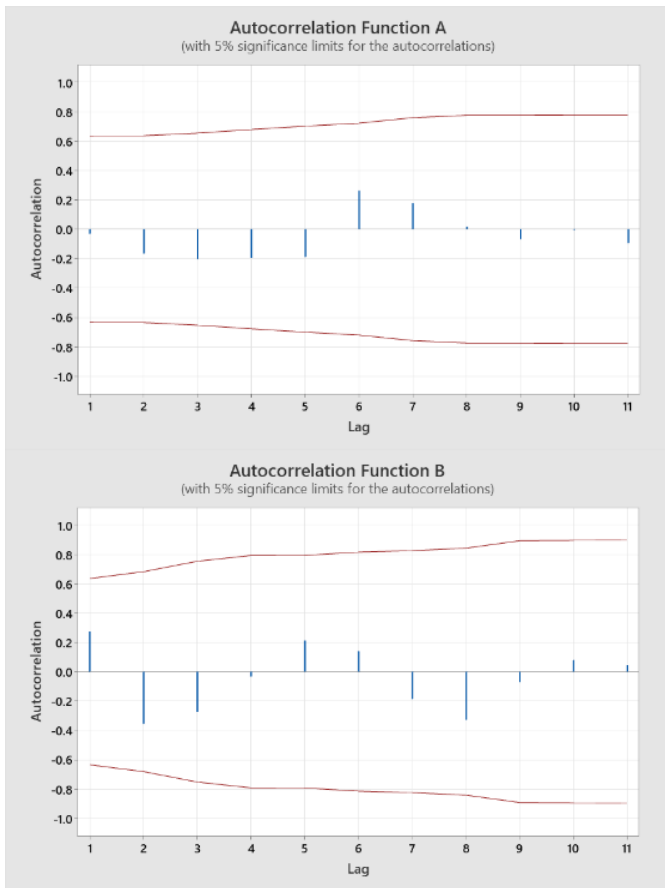 Autocorrelation Function A
(with 5% significance limits for the autocorrelations)
1.0
0.8
0.6
0.4
0.2
0.0
-0.2
-0.4
-0.6
-0.8
-1.0
Autocorrelation
1 2 3 4 5 6 7 8 9 10 11
Lag
Autocorrelation Function B
(with 5% significance limits for the autocorrelations)
1.0
0.8
0.6
0.4
0.2
0.0
-0.2
-0.4
-0.6
-0.8
-1.0
Autocorrelation
1 2 3 4 5 6 7 8 9 10 11
Lag